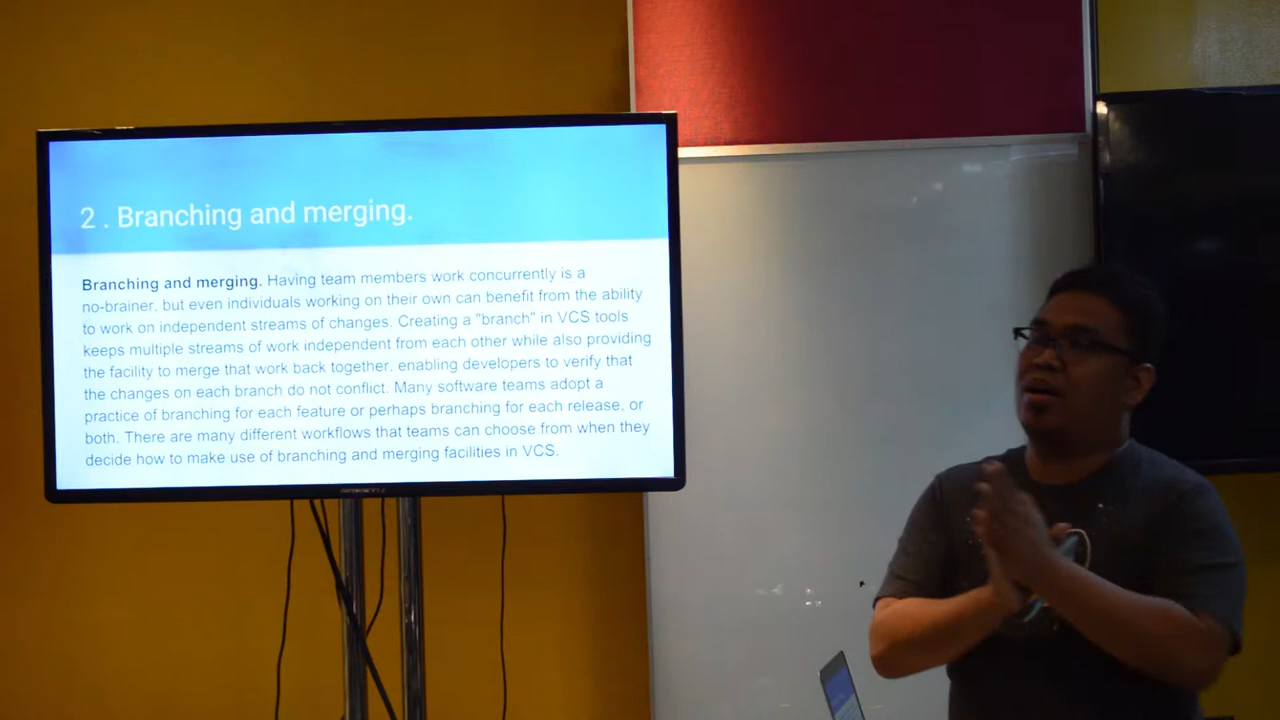 2 . Branching and merging.
Branching and merging. Having team members work concurrently is a
no-brainer, but even individuals working on their own can benefit from the ability
to work on independent streams of changes. Creating a "branch" in VCS tools
keeps multiple streams of work independent from each other while also providing
the facility to merge that work back together, enabling developers to verify that
the changes on each branch do not conflict. Many software teams adopt a
practice of branching for each feature or perhaps branching for each release, or
both. There are many different workflows that teams can choose from when they
decide how to make use of branching and merging facilities in VCS.